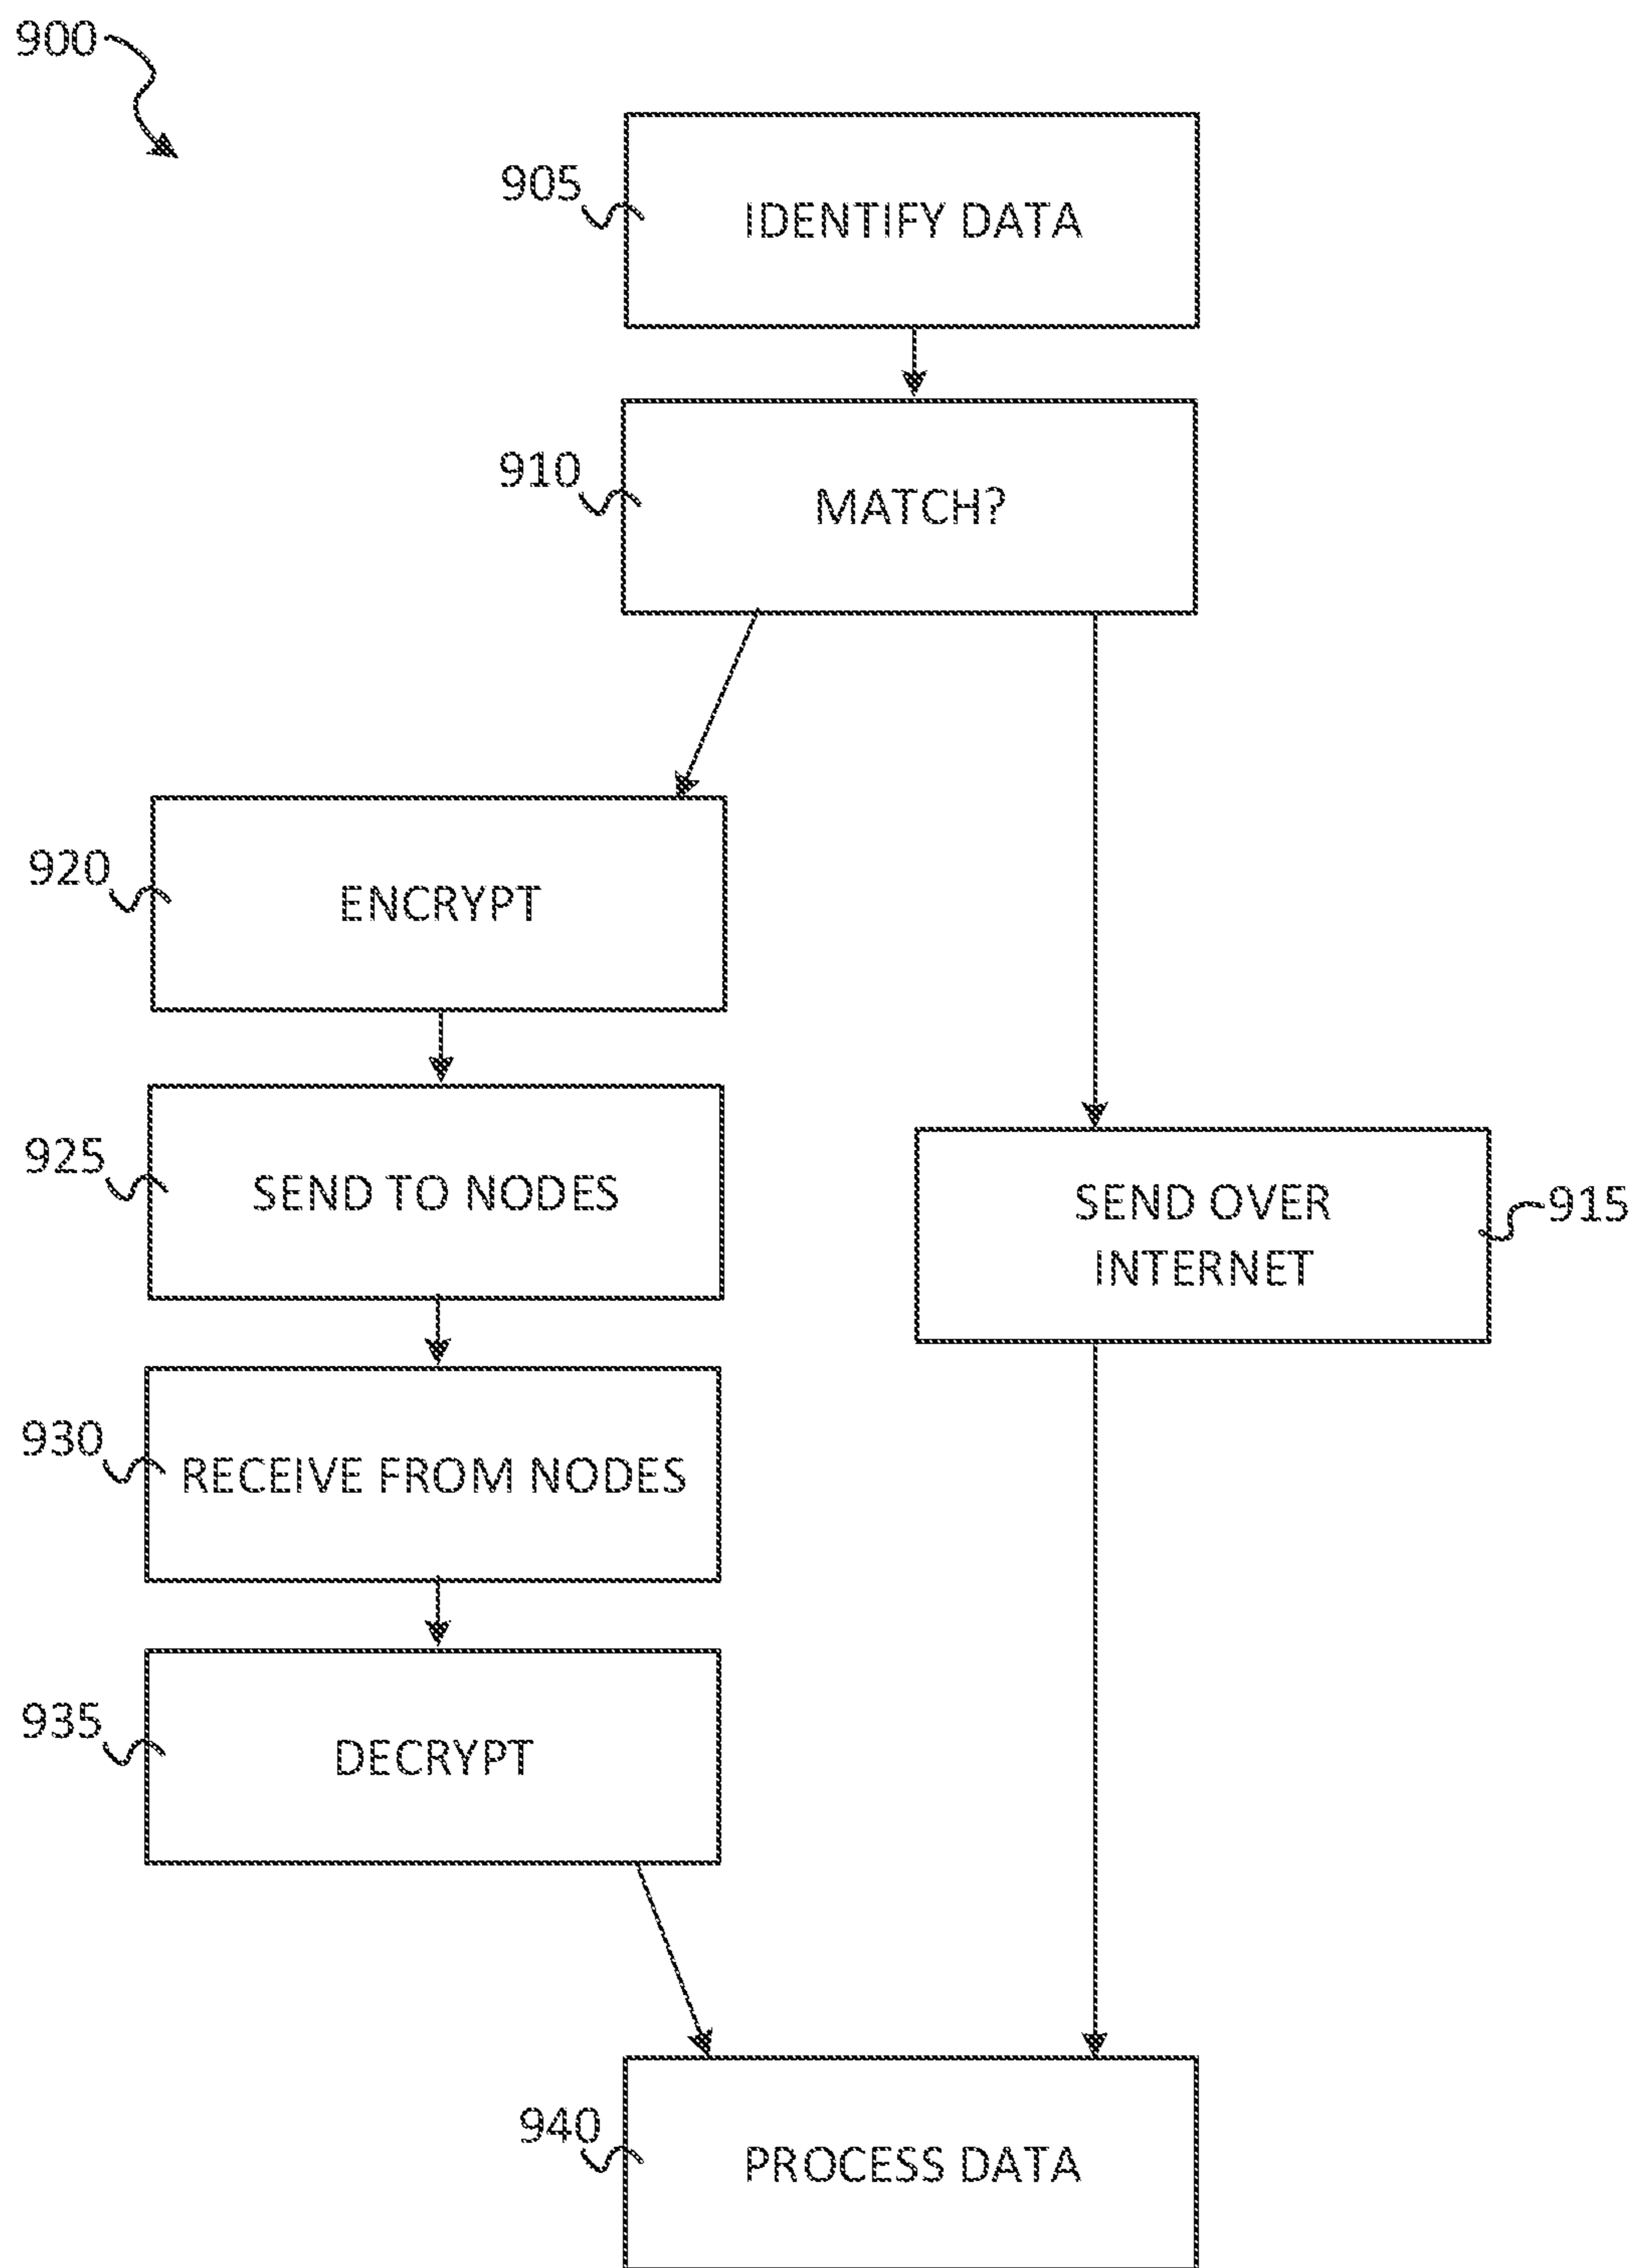 900
905
IDENTIFY DATA
910
MATCH?
920
ENCRYPT
925
SEND TO NODES
SEND OVER
INTERNET
915
930
RECEIVE FROM NODES
935
DECRYPT
940
PROCESS DATA